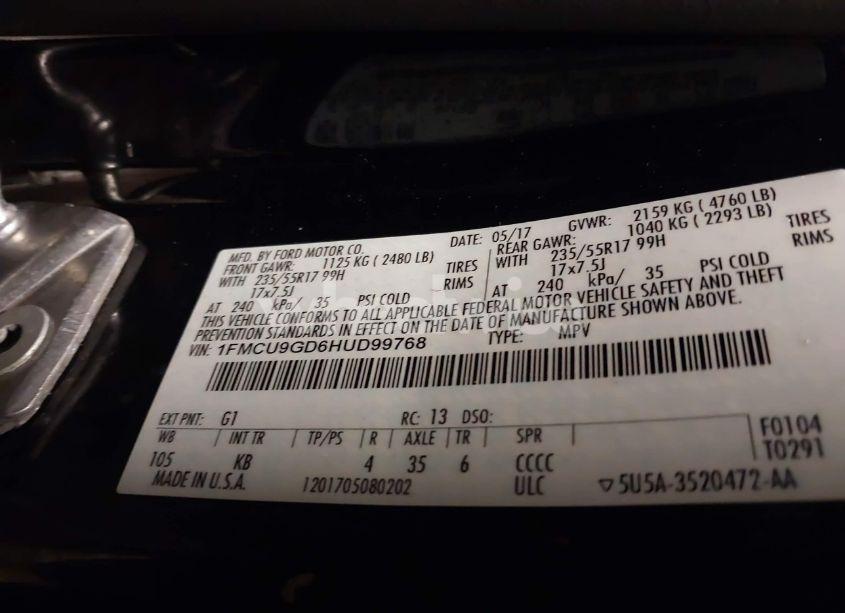 MFD. BY FORD MOTOR CO. DATE: 05/17 GVWR: 2159 KG ( 4760 LB)
FRONT GAWR: 1125 KG ( 2480 LB) REAR GAWR: 1040 KG ( 2293 LB)
WITH 235/55R17 99H TIRES WITH 235/55R17 99H TIRES
17x7.5J RIMS 17x7.5J RIMS
AT 240 kPa/ 35 PSI COLD AT 240 kPa/ 35 PSI COLD
THIS VEHICLE CONFORMS TO ALL APPLICABLE FEDERAL MOTOR VEHICLE SAFETY AND THEFT
PREVENTION STANDARDS IN EFFECT ON THE DATE OF MANUFACTURE SHOWN ABOVE.
VIN: 1FMCU9GD6HUD99768 TYPE: MPV
EXT PNT: G1 RC: 13 DSO:
WB INT TR TP/PS R AXLE TR SPR F0104
105 KB 4 35 6 CCCC T0291
MADE IN U.S.A. 1201705080202 ULC ▽5U5A-3520472-AA